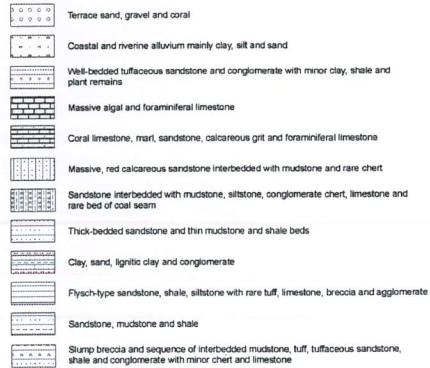 Terrace sand, gravel and coral
Coastal and riverine alluvium mainly clay, silt and sand
Well-bedded tuffaceous sandstone and conglomerate with minor clay, shale and
plant remains
Massive algal and foraminiferal limestone
Coral limestone, marl, sandstone, calcareous grit and foraminiferal limestone
Massive, red calcareous sandstone interbedded with mudstone and rare chert
Sandstone interbedded with mudstone, siltstone, conglomerate chert, limestone and
rare bed of coal seam
Thick-bedded sandstone and thin mudstone and shale beds
Clay, sand, lignitic clay and conglomerate
Flysch-type sandstone, shale, siltstone with rare tuff, limestone, breccia and agglomerate
Sandstone, mudstone and shale
Slump breccia and sequence of interbedded mudstone, tuff, tuffaceous sandstone,
shale and conglomerate with minor chert and limestone